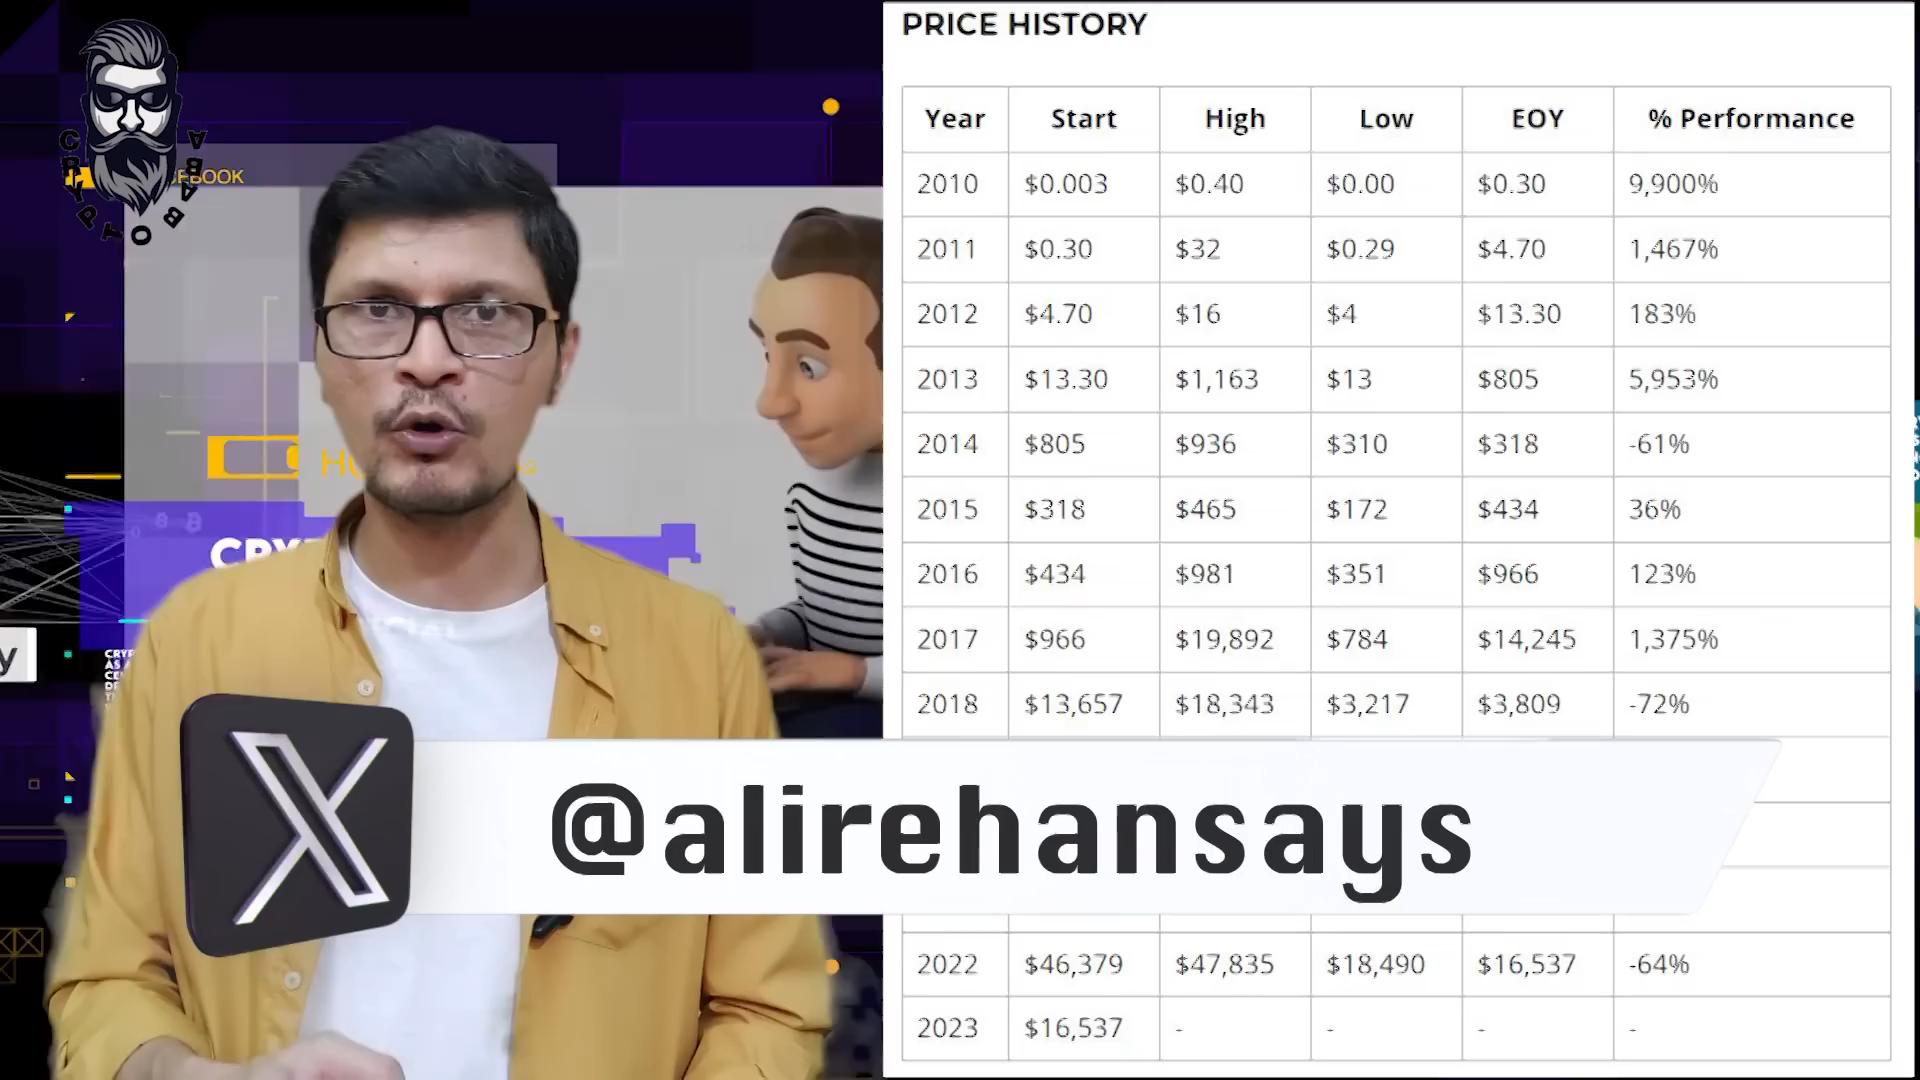 CRYPTO BABA
PRICE HISTORY
Year Start High Low EOY % Performance
2010 $0.003 $0.40 $0.00 $0.30 9,900%
2011 $0.30 $32 $0.29 $4.70 1,467%
2012 $4.70 $16 $4 $13.30 183%
2013 $13.30 $1,163 $13 $805 5,953%
2014 $805 $936 $310 $318 -61%
2015 $318 $465 $172 $434 36%
2016 $434 $981 $351 $966 123%
2017 $966 $19,892 $784 $14,245 1,375%
2018 $13,657 $18,343 $3,217 $3,809 -72%
@alirehansays
2022 $46,379 $47,835 $18,490 $16,537 -64%
2023 $16,537 - - - -